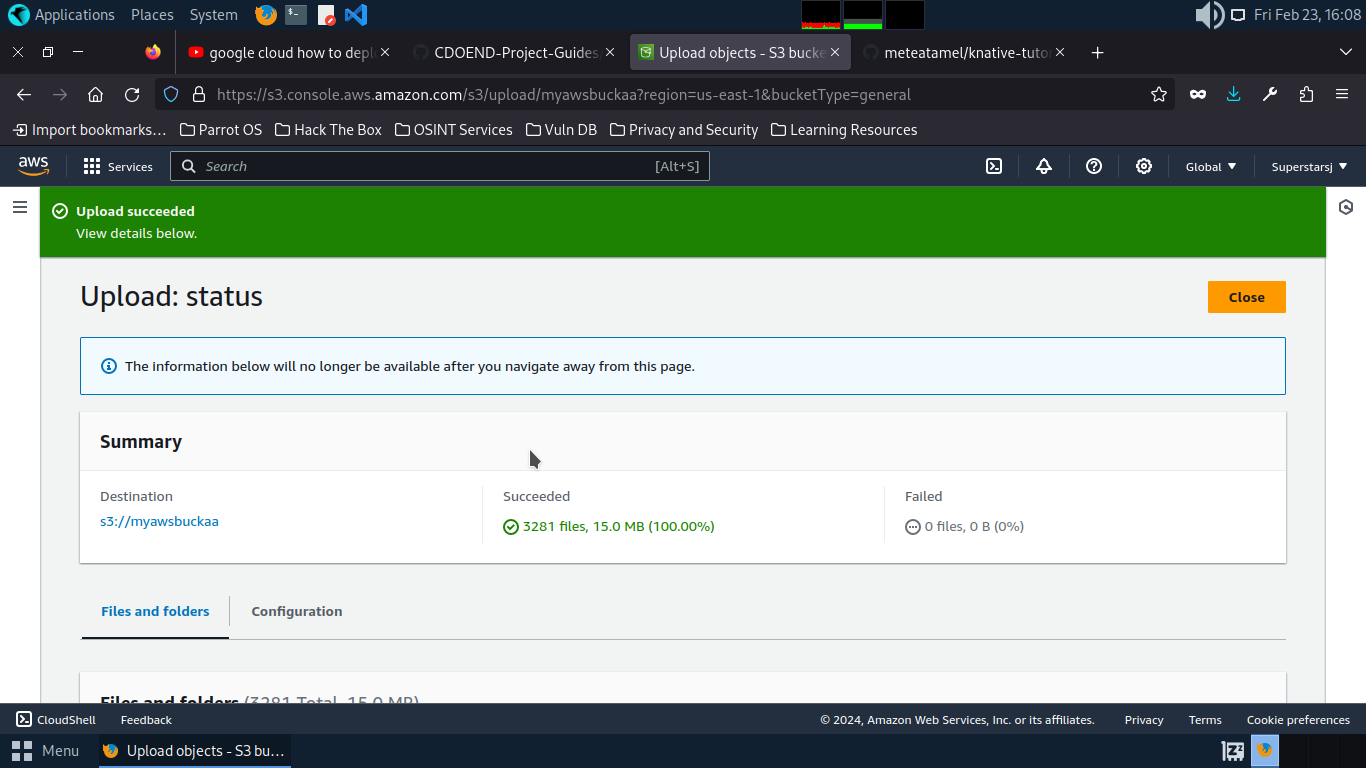 Applications Places System Fri Feb 23, 16:08
google cloud how to depl CDOEND-Project-Guides Upload objects - S3 bucke meteatamel/knative-tuto
https://s3.console.aws.amazon.com/s3/upload/myawsbuckaa?region=us-east-1&bucketType=general
Import bookmarks… Parrot OS Hack The Box OSINT Services Vuln DB Privacy and Security Learning Resources
aws Services Search [Alt+S] Global Superstarsj
Upload succeeded
View details below.
Upload: status Close
The information below will no longer be available after you navigate away from this page.
Summary
Destination Succeeded Failed
s3://myawsbuckaa 3281 files, 15.0 MB (100.00%) 0 files, 0 B (0%)
Files and folders Configuration
Files and folders (3281 Total, 15.0 MB)
CloudShell Feedback © 2024, Amazon Web Services, Inc. or its affiliates. Privacy Terms Cookie preferences
Menu Upload objects - S3 bu…